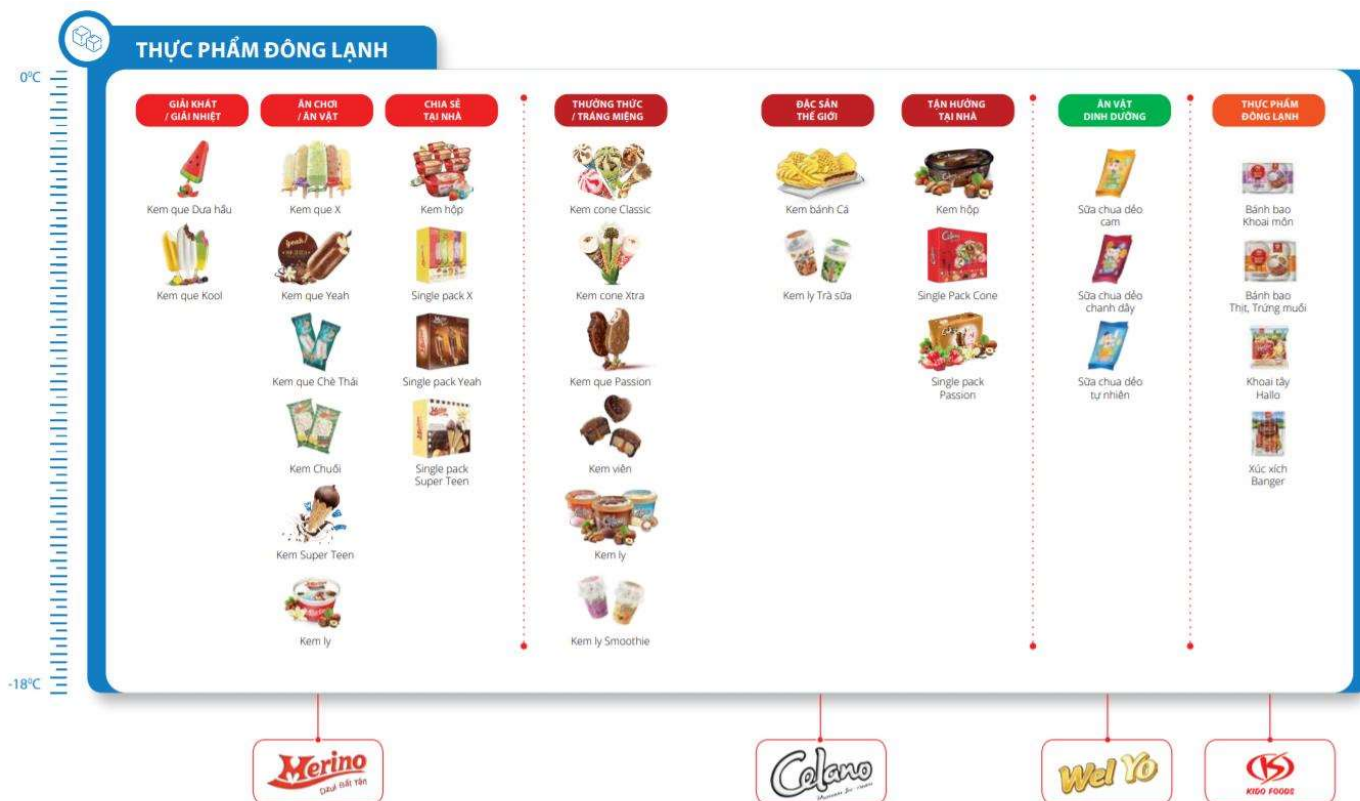 THỰC PHẨM ĐÔNG LẠNH
0⁰C
GIẢI KHÁT
/ GIẢI NHIỆT
Kem que Dưa hấu
Kem que Kool
ĂN CHƠI
/ ĂN VẶT
Kem que X
Kem que Yeah
Kem que Chè Thái
Kem Chuối
Kem Super Teen
Kem ly
CHIA SẺ
TẠI NHÀ
Kem hộp
Single pack X
Single pack Yeah
Single pack
Super Teen
THƯỞNG THỨC
/ TRÁNG MIỆNG
Kem cone Classic
Kem cone Xtra
Kem que Passion
Kem viên
Kem ly
Kem ly Smoothie
ĐẶC SẢN
THẾ GIỚI
Kem bánh Cá
Kem ly Trà sữa
TẬN HƯỞNG
TẠI NHÀ
Kem hộp
Single Pack Cone
Single pack
Passion
ĂN VẶT
DINH DƯỠNG
Sữa chua dẻo
cam
Sữa chua dẻo
chanh dây
Sữa chua dẻo
tự nhiên
THỰC PHẨM
ĐÔNG LẠNH
Bánh bao
Khoai môn
Bánh bao
Thịt, Trứng muối
Khoai tây
Hallo
Xúc xích
Banger
-18⁰C
Merino
Celano
Wel Yo
KIDO FOODS